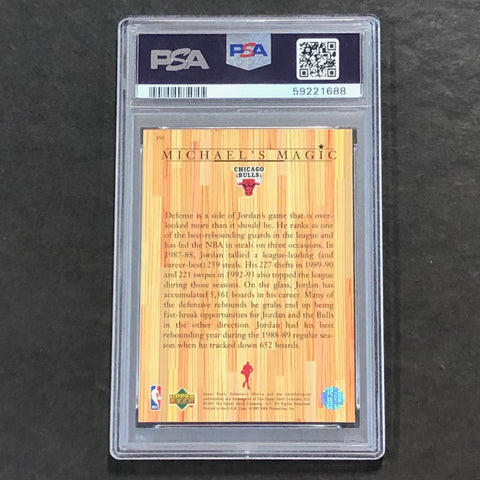 PSA
PSA
59221688
MICHAEL'S MAGIC
CHICAGO
BULLS
Defense is a side of Jordan's game that is over-
looked more than it should be. He ranks as one
of the best-rebounding guards in the league and
has led the NBA in steals on three occasions. In
1987-88, Jordan tallied a league-leading (and
career-best) 259 steals. His 227 thefts in 1989-90
and 221 swipes in 1992-93 also topped the league
during those seasons. On the glass, Jordan has
accumulated 5,361 boards in his career. Many of
the defensive rebounds he grabs end up being
fast-break opportunities for Jordan and the Bulls
in the other direction. Jordan had his best
rebounding year during the 1988-89 regular sea-
son when he tracked down 652 boards.
NBA
UPPER DECK